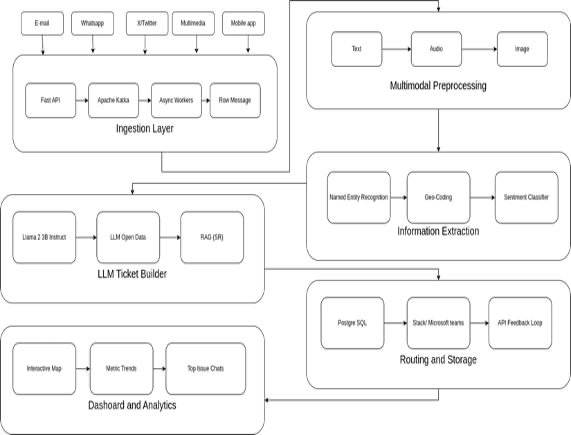 E-mail
Whatsapp
X/Twitter
Multimedia
Mobile app
Fast API
Apache Katka
Async Workers
Row Message
Ingestion Layer
Text
Audio
Image
Multimodal Preprocessing
Named Entity Recognition
Geo-Coding
Sentiment Classifier
Information Extraction
Llama 2 3B Instruct
LLM Open Data
RAG (SR)
LLM Ticket Builder
Postgre SQL
Stack/ Microsoft teams
API Feedback Loop
Routing and Storage
Interactive Map
Metric Trends
Top Issue Chats
Dashoard and Analytics